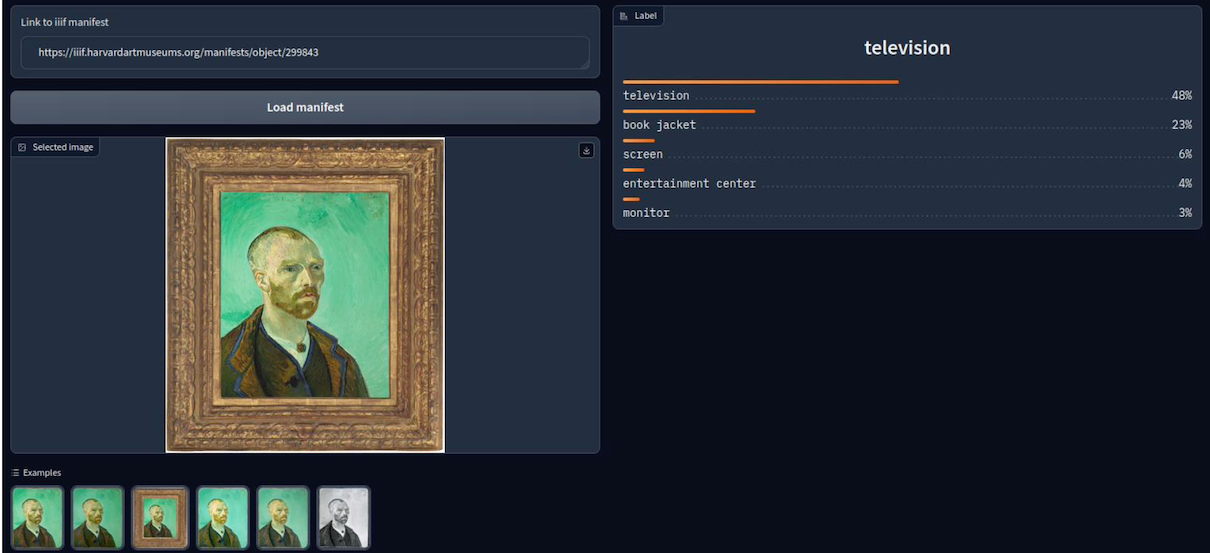 Link to iiif manifest
https://iiif.harvardartmuseums.org/manifests/object/299843
Load manifest
Selected image
Examples
Label
television
television 48%
book jacket 23%
screen 6%
entertainment center 4%
monitor 3%